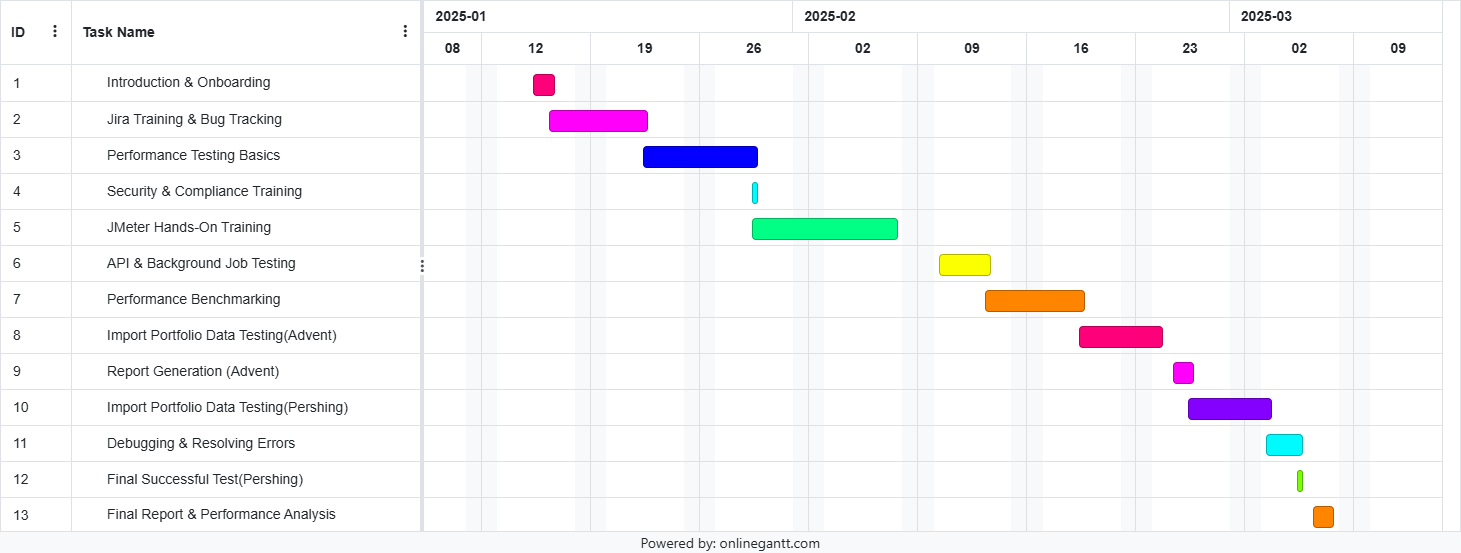 ID Task Name 2025-01 2025-02 2025-03
08 12 19 26 02 09 16 23 02 09
1 Introduction & Onboarding
2 Jira Training & Bug Tracking
3 Performance Testing Basics
4 Security & Compliance Training
5 JMeter Hands-On Training
6 API & Background Job Testing
7 Performance Benchmarking
8 Import Portfolio Data Testing(Advent)
9 Report Generation (Advent)
10 Import Portfolio Data Testing(Pershing)
11 Debugging & Resolving Errors
12 Final Successful Test(Pershing)
13 Final Report & Performance Analysis
Powered by: onlinegantt.com